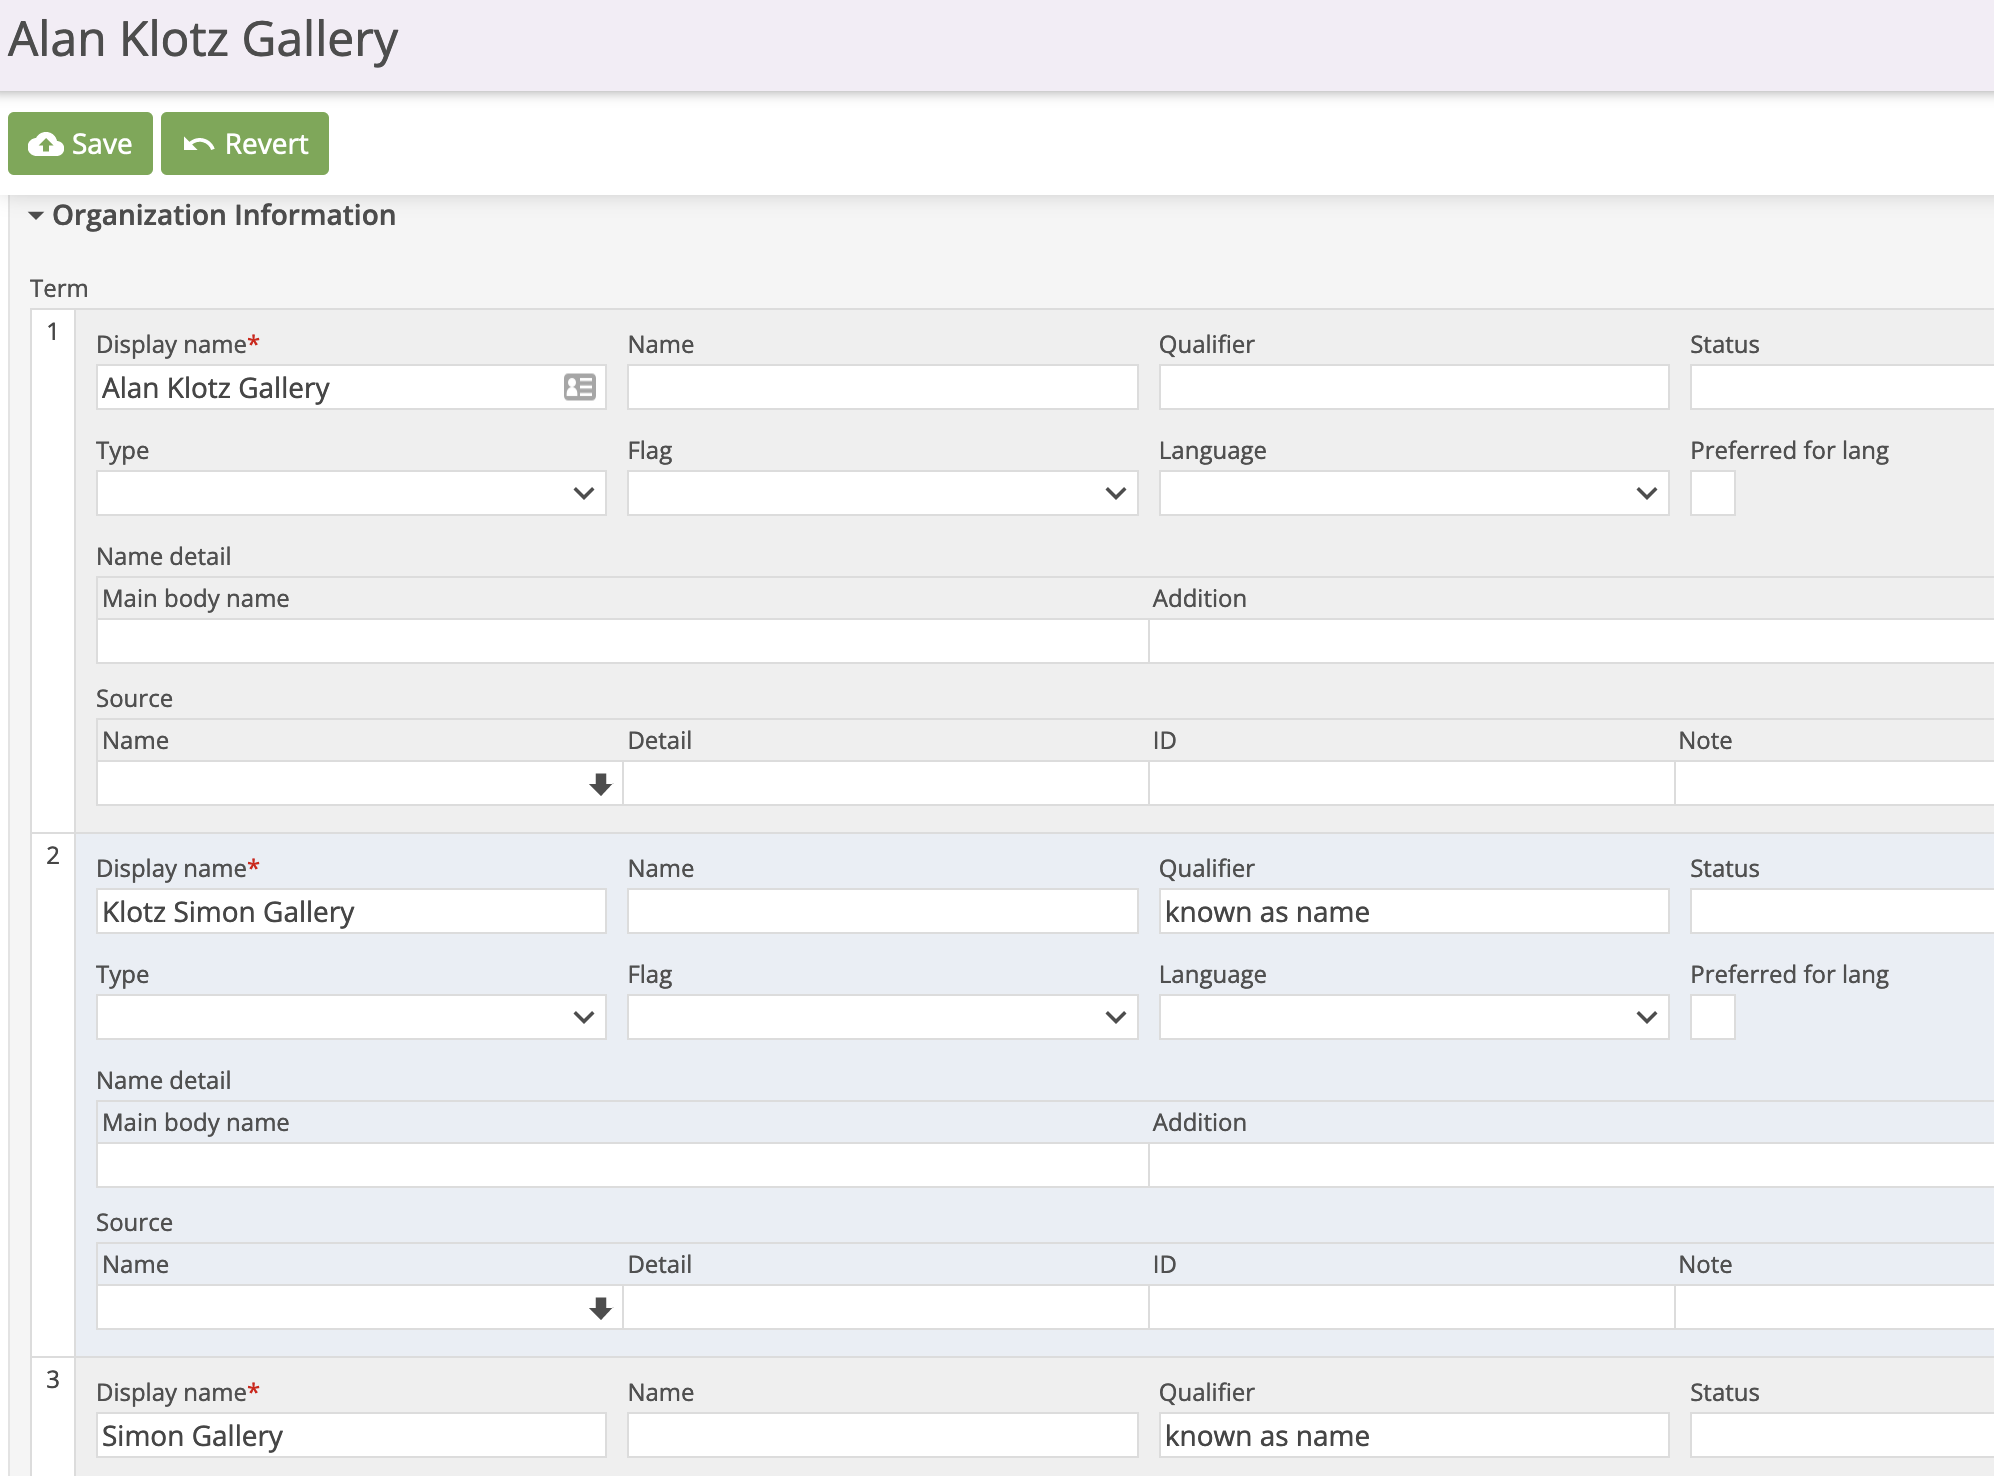 Alan Klotz Gallery
Save Revert
Organization Information
Term
1
Display name* Name Qualifier Status
Alan Klotz Gallery
Type Flag Language Preferred for lang
Name detail
Main body name Addition
Source
Name Detail ID Note
2
Display name* Name Qualifier Status
Klotz Simon Gallery known as name
Type Flag Language Preferred for lang
Name detail
Main body name Addition
Source
Name Detail ID Note
3
Display name* Name Qualifier Status
Simon Gallery known as name